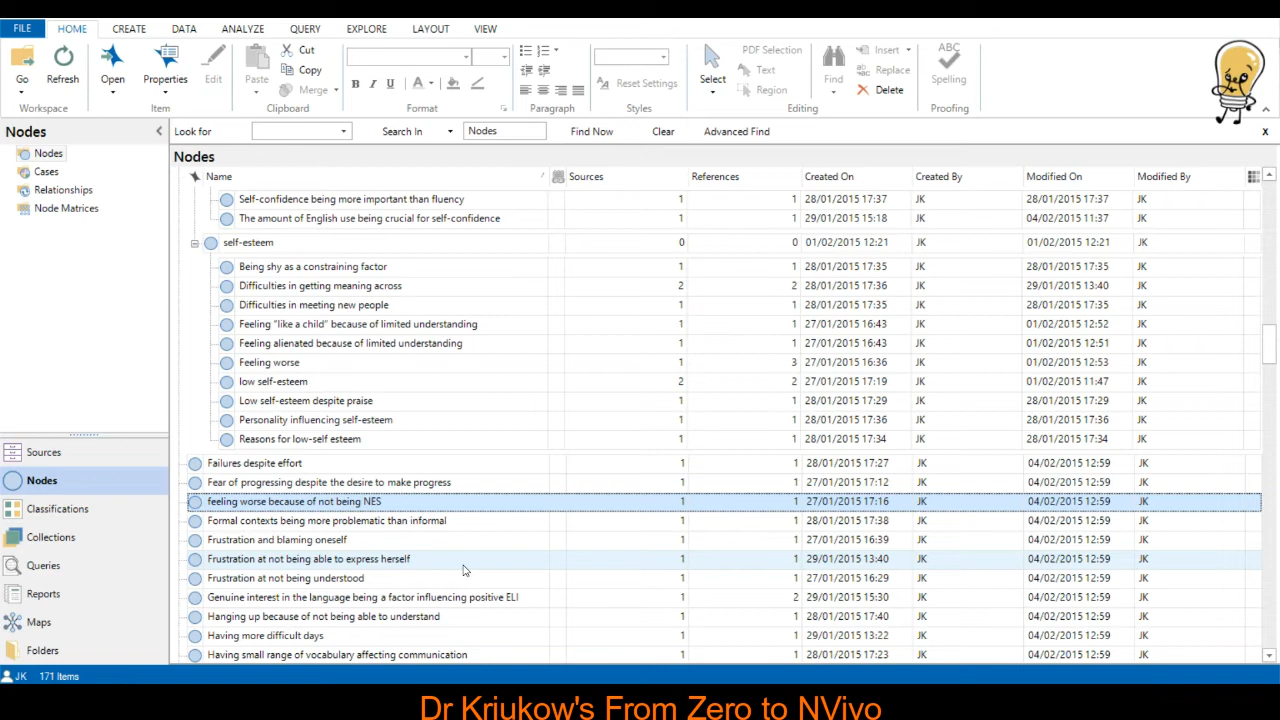 FILE HOME CREATE DATA ANALYZE QUERY EXPLORE LAYOUT VIEW
Go Refresh Open Properties Edit Paste Cut Copy Merge
B I U A
Reset Settings Select PDF Selection Text Region Find Insert Replace Delete ABC Spelling
Workspace Item Clipboard Format Paragraph Styles Editing Proofing
Nodes
Nodes
Cases
Relationships
Node Matrices
Sources
Nodes
Classifications
Collections
Queries
Reports
Maps
Folders
Look for Search In Nodes Find Now Clear Advanced Find x
Nodes
Name Sources References Created On Created By Modified On Modified By
Self-confidence being more important than fluency 1 1 28/01/2015 17:37 JK 28/01/2015 17:37 JK
The amount of English use being crucial for self-confidence 1 1 29/01/2015 15:18 JK 04/02/2015 11:37 JK
self-esteem 0 0 01/02/2015 12:21 JK 01/02/2015 12:21 JK
Being shy as a constraining factor 1 1 28/01/2015 17:35 JK 28/01/2015 17:35 JK
Difficulties in getting meaning across 2 2 28/01/2015 17:36 JK 29/01/2015 13:40 JK
Difficulties in meeting new people 1 1 28/01/2015 17:35 JK 28/01/2015 17:35 JK
Feeling "like a child" because of limited understanding 1 1 27/01/2015 16:43 JK 01/02/2015 12:52 JK
Feeling alienated because of limited understanding 1 1 27/01/2015 16:43 JK 01/02/2015 12:51 JK
Feeling worse 1 3 27/01/2015 16:36 JK 01/02/2015 12:53 JK
low self-esteem 2 2 27/01/2015 17:19 JK 01/02/2015 11:47 JK
Low self-esteem despite praise 1 1 28/01/2015 17:29 JK 28/01/2015 17:29 JK
Personality influencing self-esteem 1 1 28/01/2015 17:36 JK 28/01/2015 17:36 JK
Reasons for low-self esteem 1 1 28/01/2015 17:34 JK 28/01/2015 17:34 JK
Failures despite effort 1 1 28/01/2015 17:27 JK 04/02/2015 12:59 JK
Fear of progressing despite the desire to make progress 1 1 27/01/2015 17:12 JK 04/02/2015 12:59 JK
feeling worse because of not being NES 1 1 27/01/2015 17:16 JK 04/02/2015 12:59 JK
Formal contexts being more problematic than informal 1 1 28/01/2015 17:38 JK 04/02/2015 12:59 JK
Frustration and blaming oneself 1 1 27/01/2015 16:39 JK 04/02/2015 12:59 JK
Frustration at not being able to express herself 1 1 29/01/2015 13:40 JK 04/02/2015 12:59 JK
Frustration at not being understood 1 1 27/01/2015 16:29 JK 04/02/2015 12:59 JK
Genuine interest in the language being a factor influencing positive ELI 1 2 29/01/2015 15:30 JK 04/02/2015 12:59 JK
Hanging up because of not being able to understand 1 1 28/01/2015 17:40 JK 04/02/2015 12:59 JK
Having more difficult days 1 1 29/01/2015 13:22 JK 04/02/2015 12:59 JK
Having small range of vocabulary affecting communication 1 1 28/01/2015 17:23 JK 04/02/2015 12:59 JK
JK 171 Items
Dr Kriukow's From Zero to NVivo